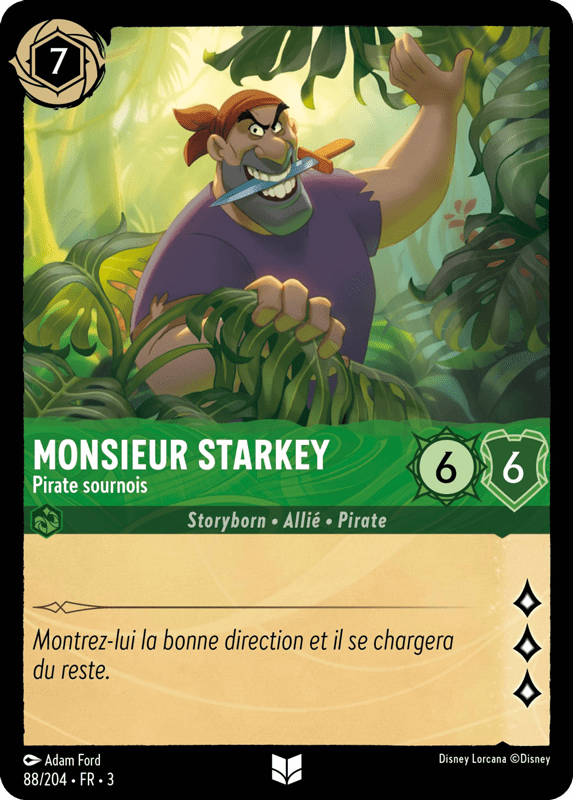 7
MONSIEUR STARKEY
Pirate sournois
6
6
Storyborn • Allié • Pirate
Montrez-lui la bonne direction et il se chargera
du reste.
Adam Ford
Disney Lorcana ©Disney
88/204 • FR • 3